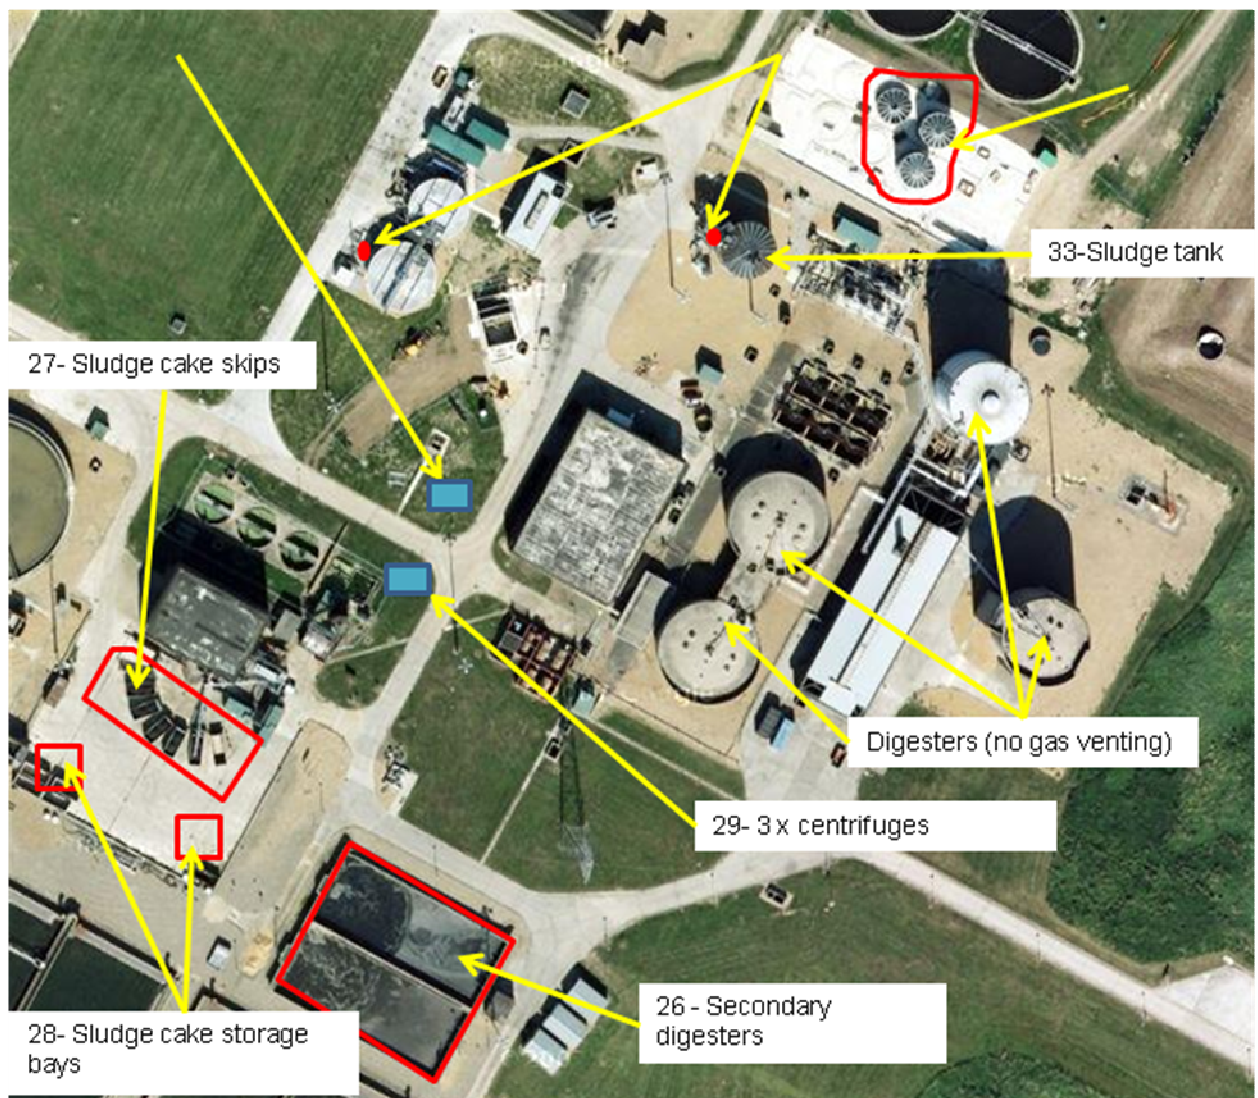 33-Sludge tank
27- Sludge cake skips
Digesters (no gas venting)
29- 3 x centrifuges
26 - Secondary
digesters
28- Sludge cake storage
bays